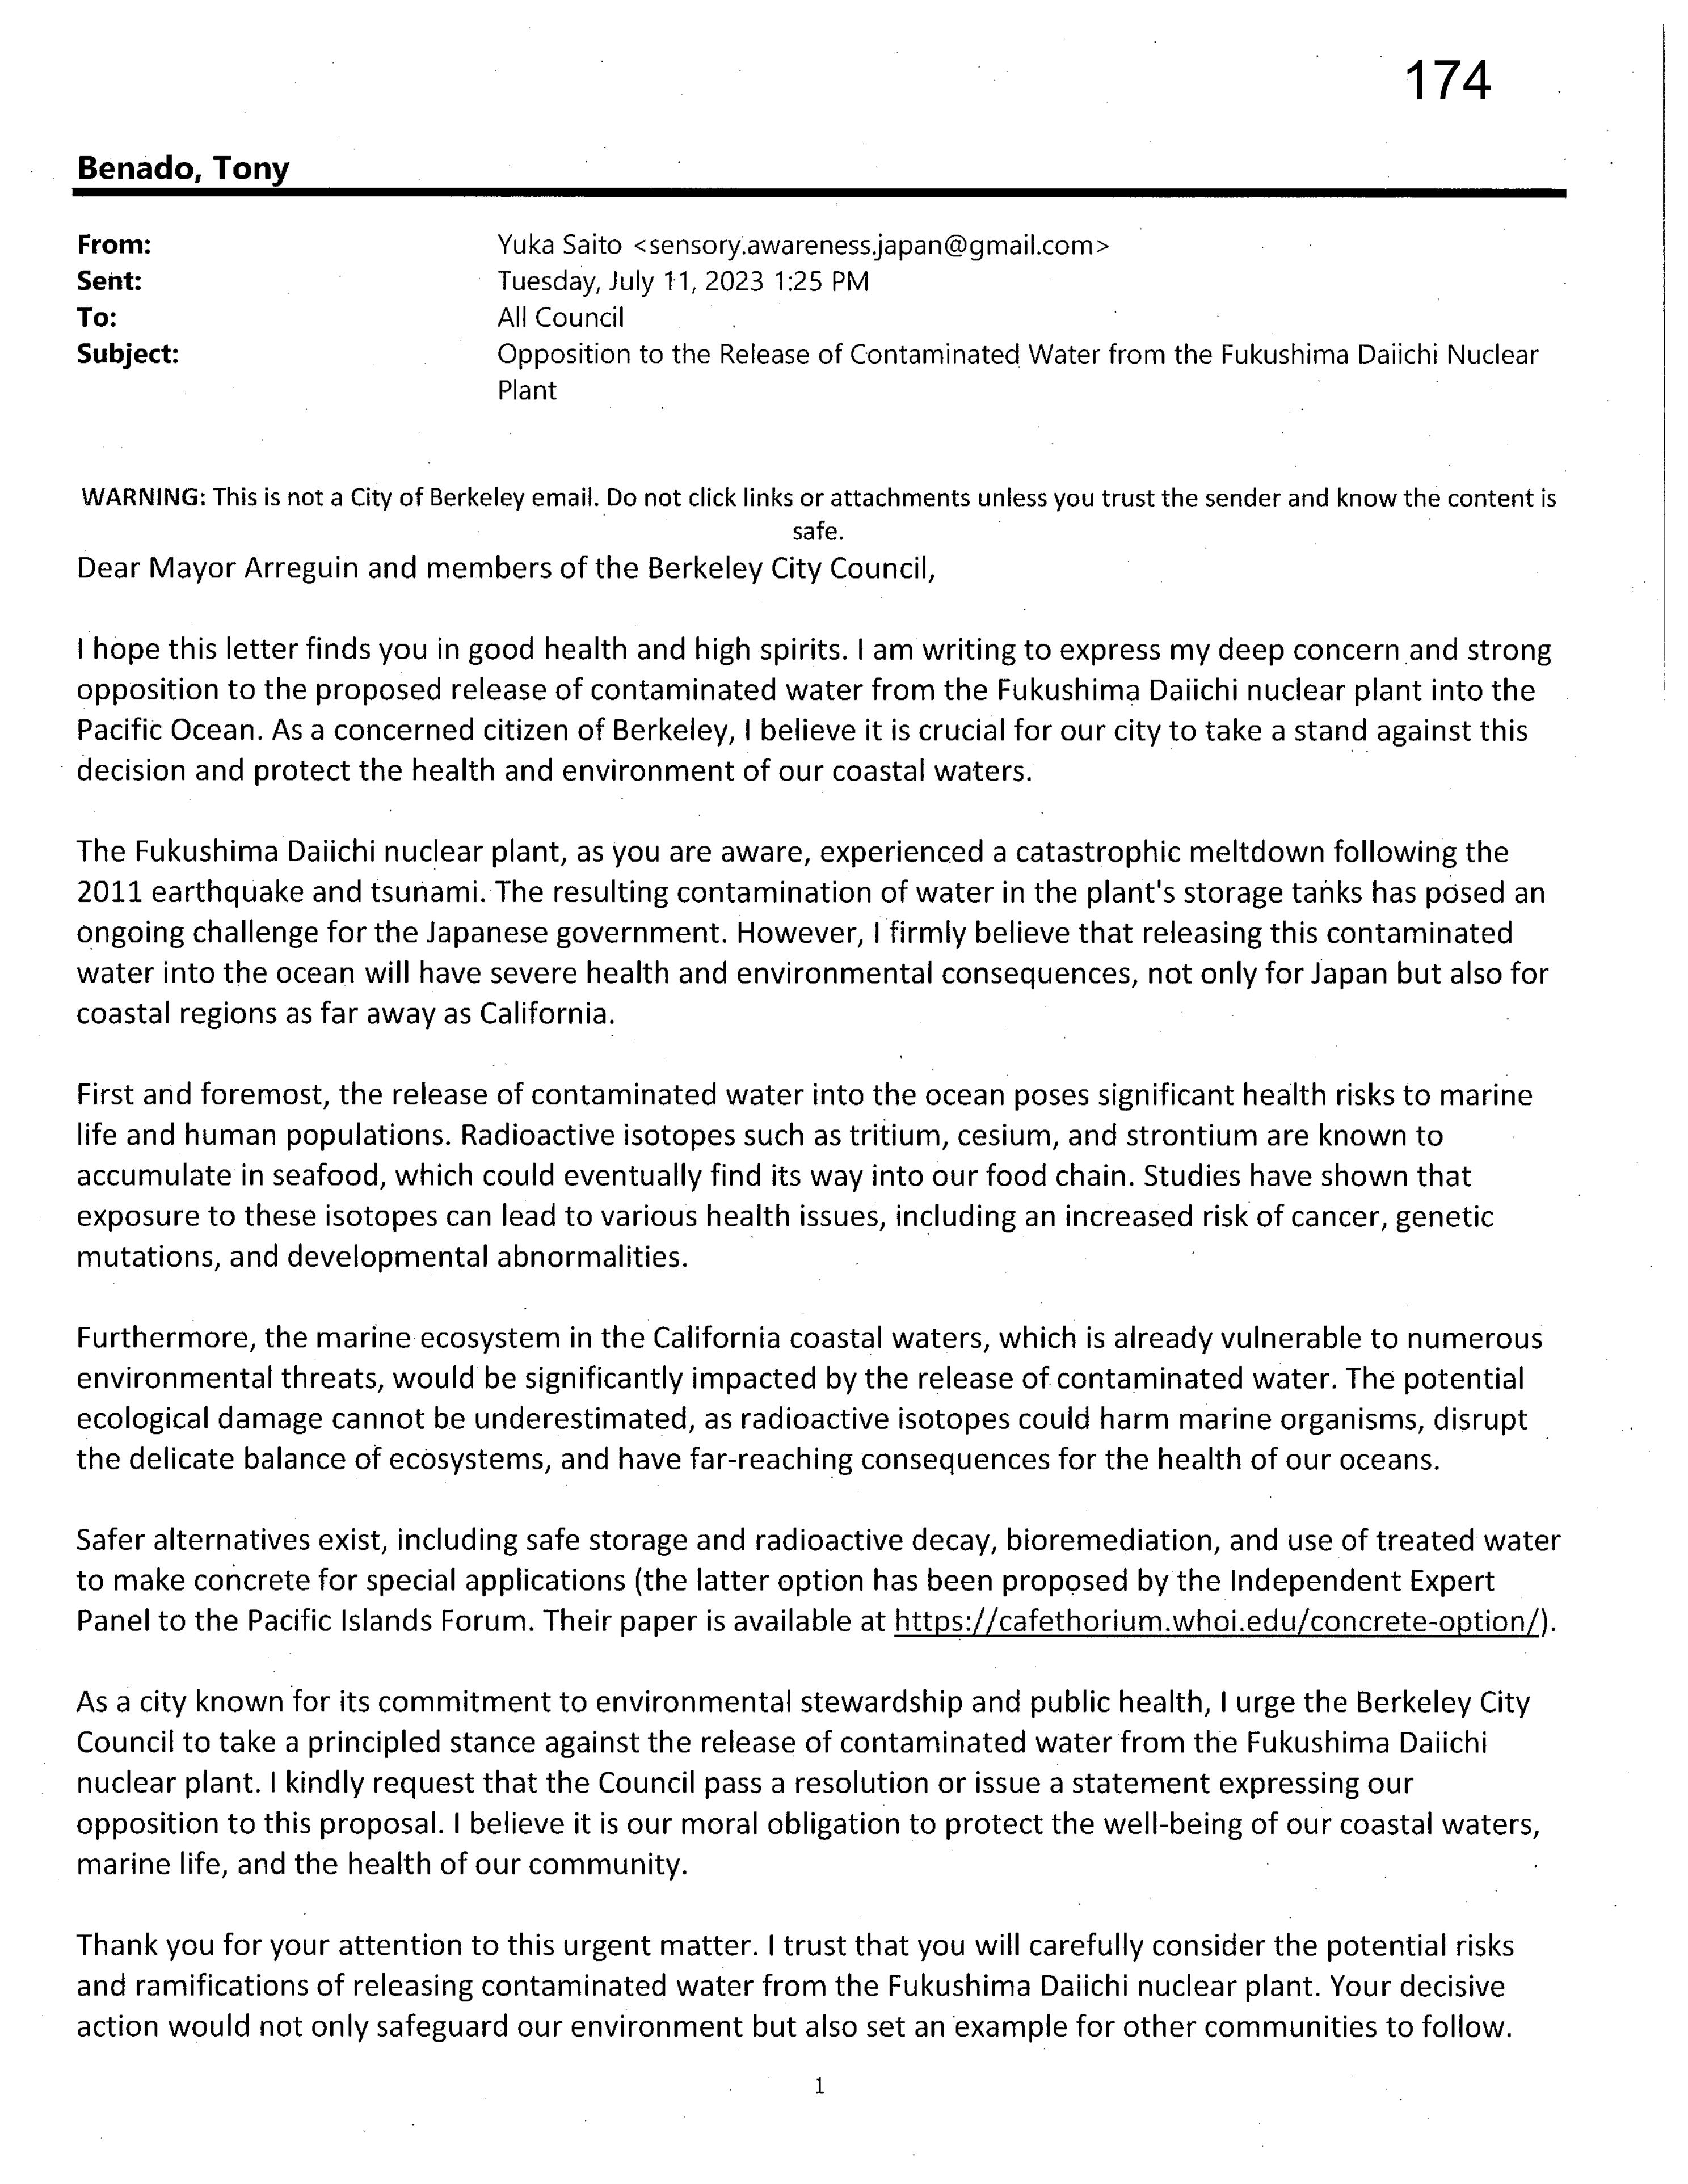 174
Benado, Tony
From: Yuka Saito <sensory.awareness.japan@gmail.com>
Sent: Tuesday, July 11, 2023 1:25 PM
To: All Council
Subject: Opposition to the Release of Contaminated Water from the Fukushima Daiichi Nuclear
Plant
WARNING: This is not a City of Berkeley email. Do not click links or attachments unless you trust the sender and know the content is
safe.
Dear Mayor Arreguin and members of the Berkeley City Council,
I hope this letter finds you in good health and high spirits. I am writing to express my deep concern and strong
opposition to the proposed release of contaminated water from the Fukushima Daiichi nuclear plant into the
Pacific Ocean. As a concerned citizen of Berkeley, I believe it is crucial for our city to take a stand against this
decision and protect the health and environment of our coastal waters.
The Fukushima Daiichi nuclear plant, as you are aware, experienced a catastrophic meltdown following the
2011 earthquake and tsunami. The resulting contamination of water in the plant's storage tanks has posed an
ongoing challenge for the Japanese government. However, I firmly believe that releasing this contaminated
water into the ocean will have severe health and environmental consequences, not only for Japan but also for
coastal regions as far away as California.
First and foremost, the release of contaminated water into the ocean poses significant health risks to marine
life and human populations. Radioactive isotopes such as tritium, cesium, and strontium are known to
accumulate in seafood, which could eventually find its way into our food chain. Studies have shown that
exposure to these isotopes can lead to various health issues, including an increased risk of cancer, genetic
mutations, and developmental abnormalities.
Furthermore, the marine ecosystem in the California coastal waters, which is already vulnerable to numerous
environmental threats, would be significantly impacted by the release of contaminated water. The potential
ecological damage cannot be underestimated, as radioactive isotopes could harm marine organisms, disrupt
the delicate balance of ecosystems, and have far-reaching consequences for the health of our oceans.
Safer alternatives exist, including safe storage and radioactive decay, bioremediation, and use of treated water
to make concrete for special applications (the latter option has been proposed by the Independent Expert
Panel to the Pacific Islands Forum. Their paper is available at https://cafethorium.whoi.edu/concrete-option/).
As a city known for its commitment to environmental stewardship and public health, I urge the Berkeley City
Council to take a principled stance against the release of contaminated water from the Fukushima Daiichi
nuclear plant. I kindly request that the Council pass a resolution or issue a statement expressing our
opposition to this proposal. I believe it is our moral obligation to protect the well-being of our coastal waters,
marine life, and the health of our community.
Thank you for your attention to this urgent matter. I trust that you will carefully consider the potential risks
and ramifications of releasing contaminated water from the Fukushima Daiichi nuclear plant. Your decisive
action would not only safeguard our environment but also set an example for other communities to follow.
1